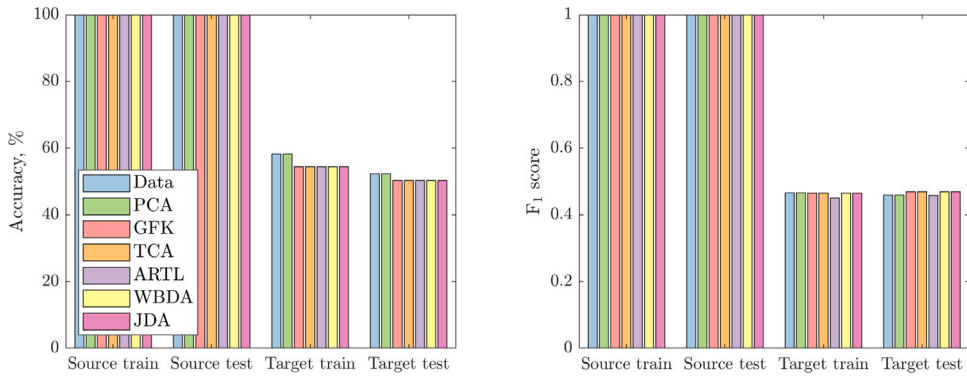 100
80
60
40
20
0
Accuracy, %
Data
PCA
GFK
TCA
ARTL
WBDA
JDA
Source train Source test Target train Target test
1
0.8
0.6
0.4
0.2
0
F1 score
Source train Source test Target train Target test